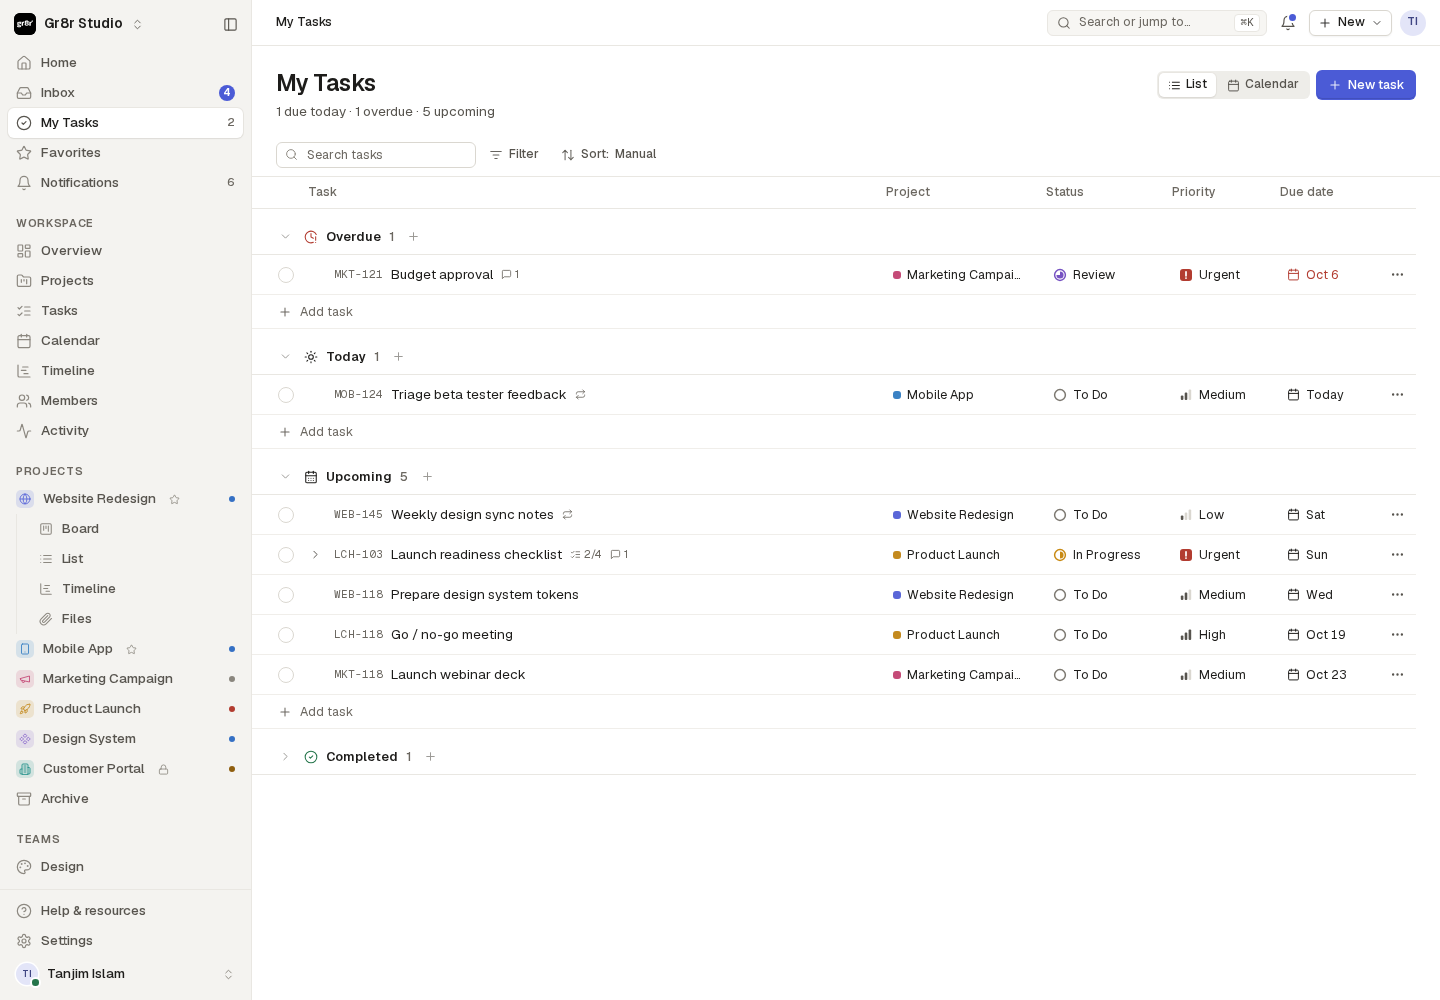 gr8r
Gr8r Studio
Home
Inbox 4
My Tasks 2
Favorites
Notifications 6
WORKSPACE
Overview
Projects
Tasks
Calendar
Timeline
Members
Activity
PROJECTS
Website Redesign
Board
List
Timeline
Files
Mobile App
Marketing Campaign
Product Launch
Design System
Customer Portal
Archive
TEAMS
Design
Help & resources
Settings
TI Tanjim Islam
My Tasks
Search or jump to... ⌘K
New
TI
My Tasks
1 due today · 1 overdue · 5 upcoming
List Calendar
New task
Search tasks Filter Sort: Manual
Task Project Status Priority Due date
Overdue 1
MKT-121 Budget approval 1 Marketing Campai... Review Urgent Oct 6
Add task
Today 1
MOB-124 Triage beta tester feedback Mobile App To Do Medium Today
Add task
Upcoming 5
WEB-145 Weekly design sync notes Website Redesign To Do Low Sat
LCH-103 Launch readiness checklist 2/4 1 Product Launch In Progress Urgent Sun
WEB-118 Prepare design system tokens Website Redesign To Do Medium Wed
LCH-118 Go / no-go meeting Product Launch To Do High Oct 19
MKT-118 Launch webinar deck Marketing Campai... To Do Medium Oct 23
Add task
Completed 1